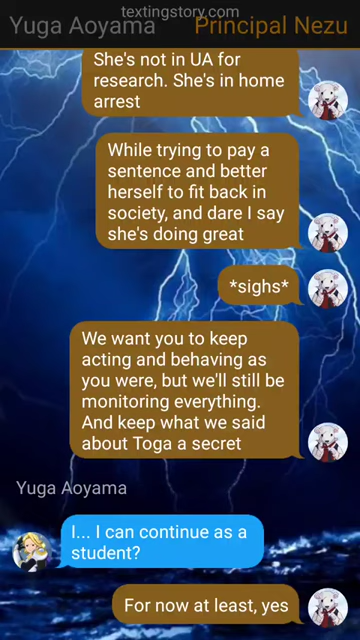 textingstory.com
Yuga Aoyama Principal Nezu
She's not in UA for
research. She's in home
arrest
While trying to pay a
sentence and better
herself to fit back in
society, and dare I say
she's doing great
*sighs*
We want you to keep
acting and behaving as
you were, but we'll still be
monitoring everything.
And keep what we said
about Toga a secret
Yuga Aoyama
I... I can continue as a
student?
For now at least, yes